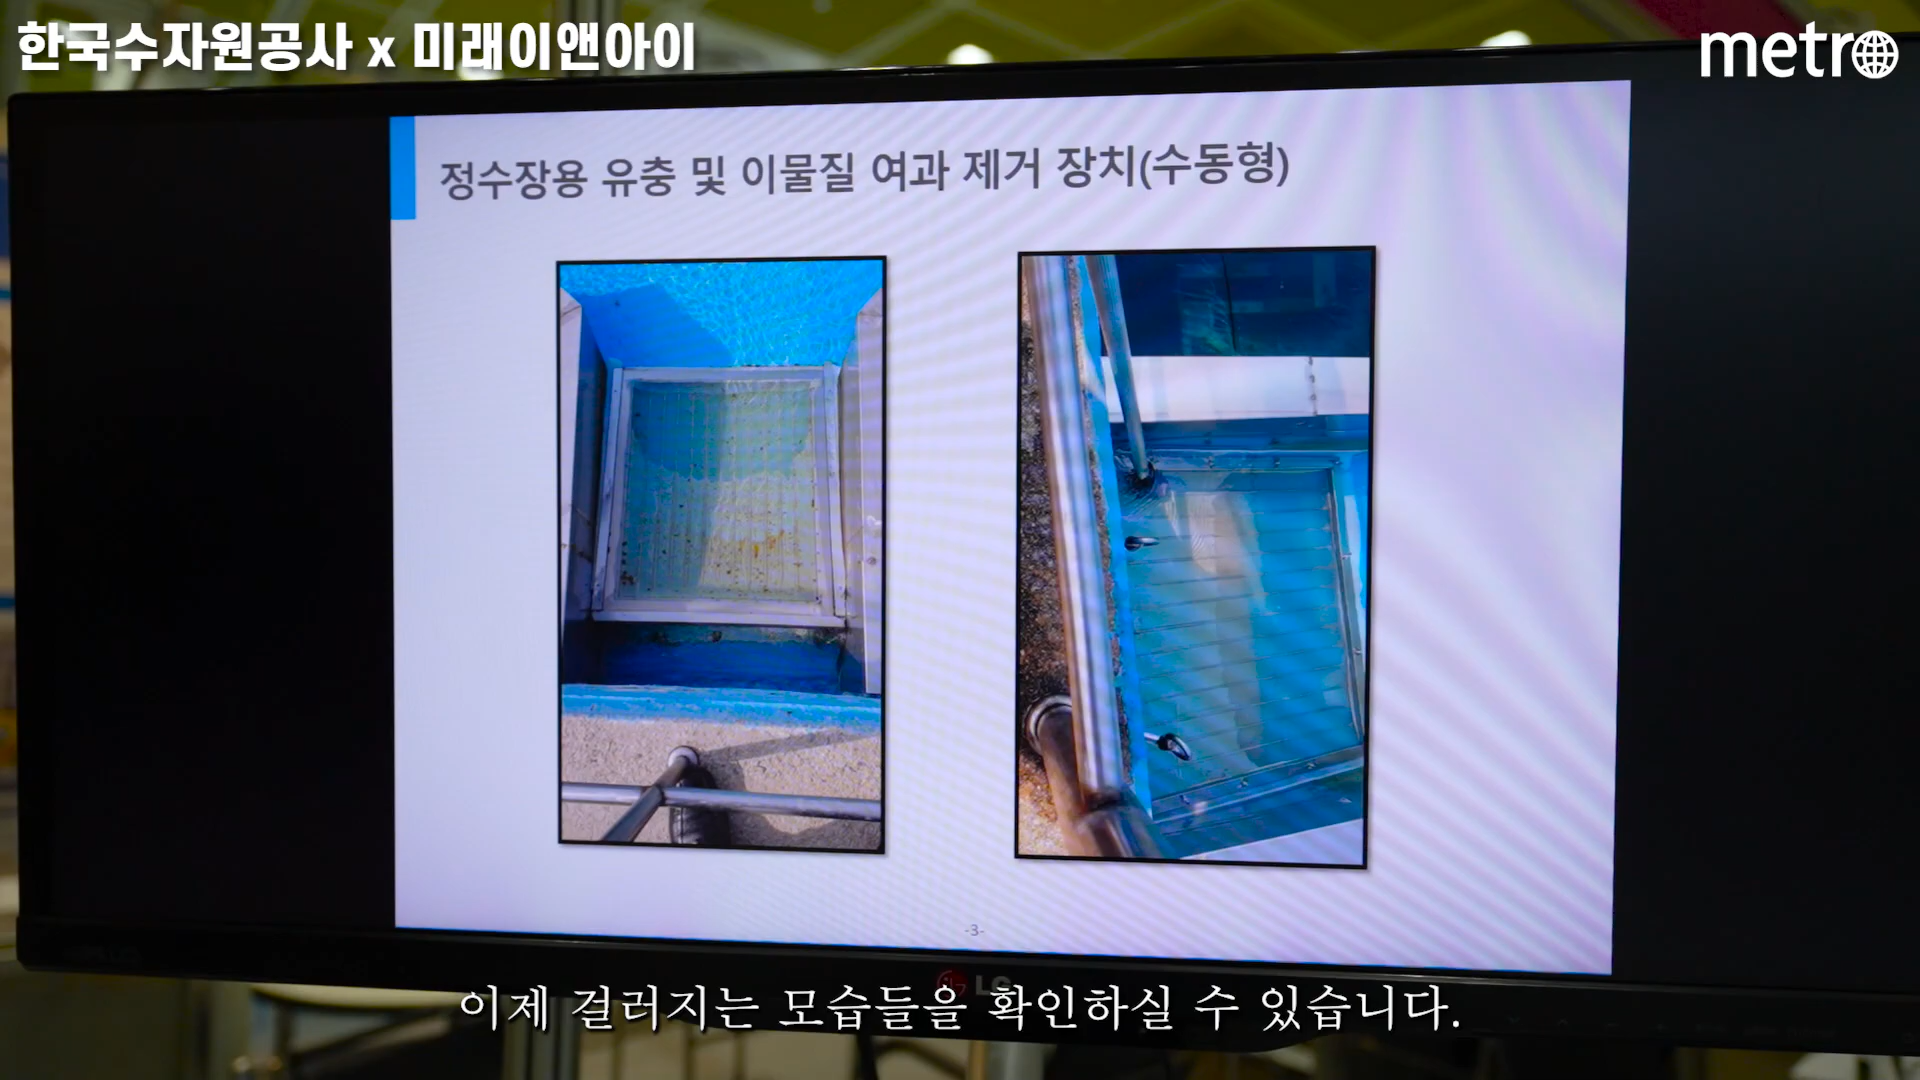 한국수자원공사 x 미래이앤아이
metro
정수장용 유충 및 이물질 여과 제거 장치(수동형)
-3-
LG
이제 걸러지는 모습들을 확인하실 수 있습니다.